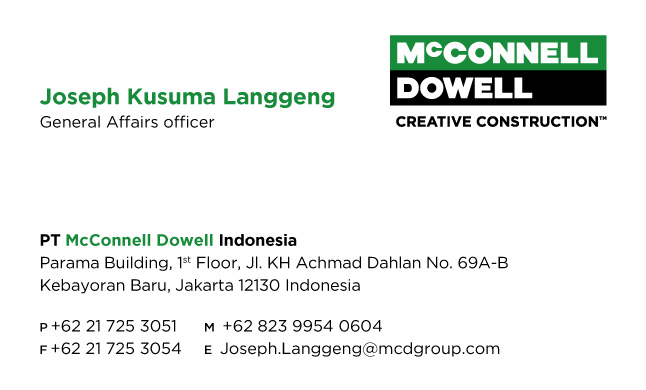 McCONNELL
DOWELL
CREATIVE CONSTRUCTION™
Joseph Kusuma Langgeng
General Affairs officer
PT McConnell Dowell Indonesia
Parama Building, 1st Floor, Jl. KH Achmad Dahlan No. 69A-B
Kebayoran Baru, Jakarta 12130 Indonesia
P +62 21 725 3051 M +62 823 9954 0604
F +62 21 725 3054 E Joseph.Langgeng@mcdgroup.com